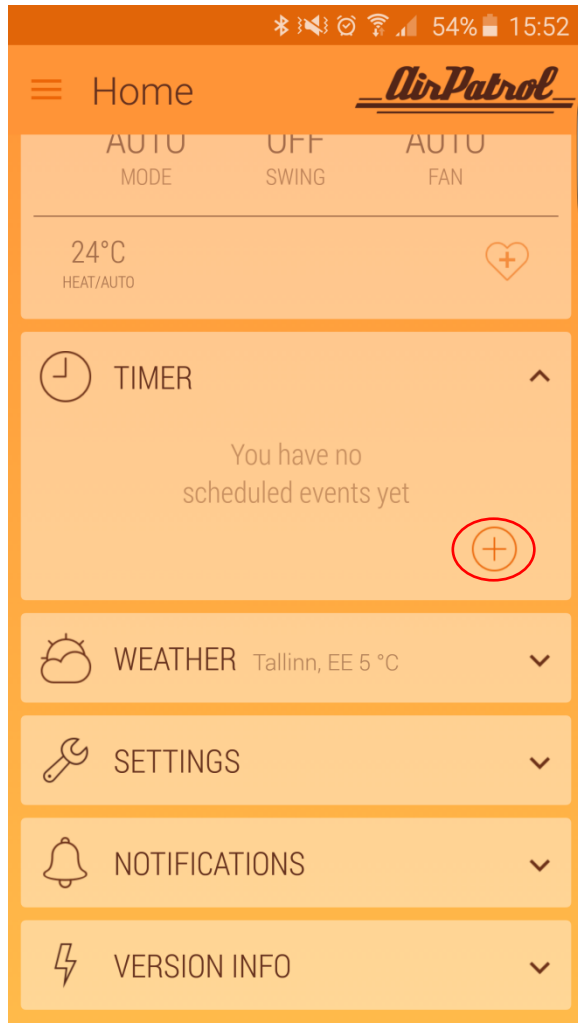 54% 15:52
Home AirPatrol
AUTO OFF AUTO
MODE SWING FAN
24°C
HEAT/AUTO
TIMER
You have no
scheduled events yet
WEATHER Tallinn, EE 5 °C
SETTINGS
NOTIFICATIONS
VERSION INFO